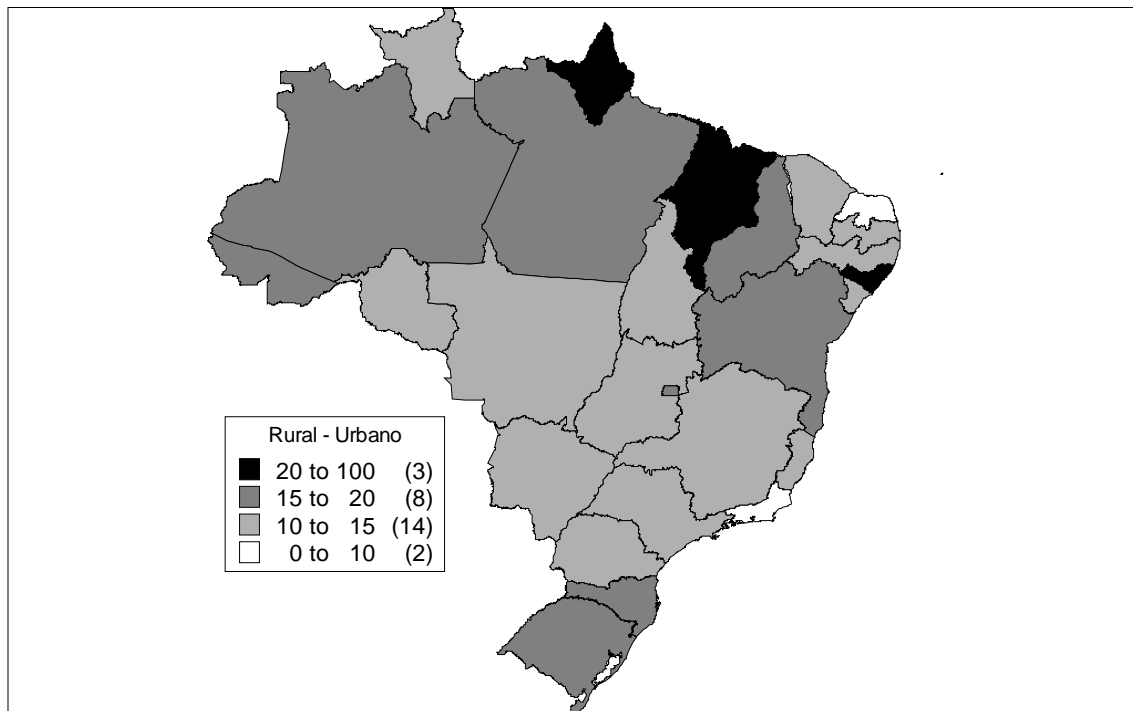 Rural - Urbano
20 to 100 (3)
15 to 20 (8)
10 to 15 (14)
0 to 10 (2)